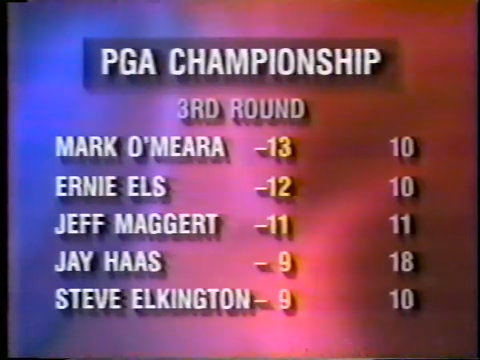 PGA CHAMPIONSHIP
3RD ROUND
MARK O'MEARA -13 10
ERNIE ELS -12 10
JEFF MAGGERT -11 11
JAY HAAS - 9 18
STEVE ELKINGTON - 9 10